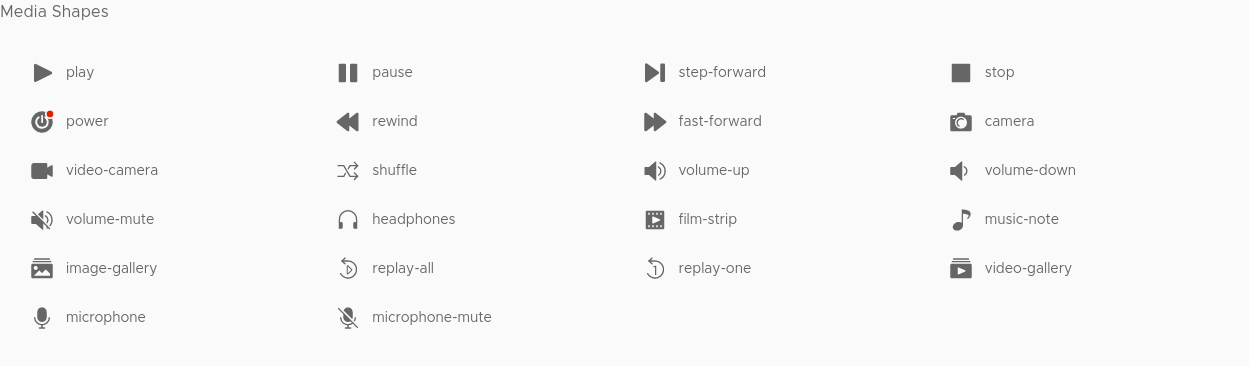 Media Shapes
play pause step-forward stop
power rewind fast-forward camera
video-camera shuffle volume-up volume-down
volume-mute headphones film-strip music-note
image-gallery replay-all replay-one video-gallery
microphone microphone-mute